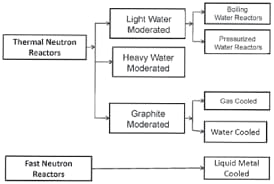 Thermal Neutron
Reactors
Light Water
Moderated
Boiling
Water Reactors
Pressurized
Water Reactors
Heavy Water
Moderated
Graphite
Moderated
Gas Cooled
Water Cooled
Fast Neutron
Reactors
Liquid Metal
Cooled